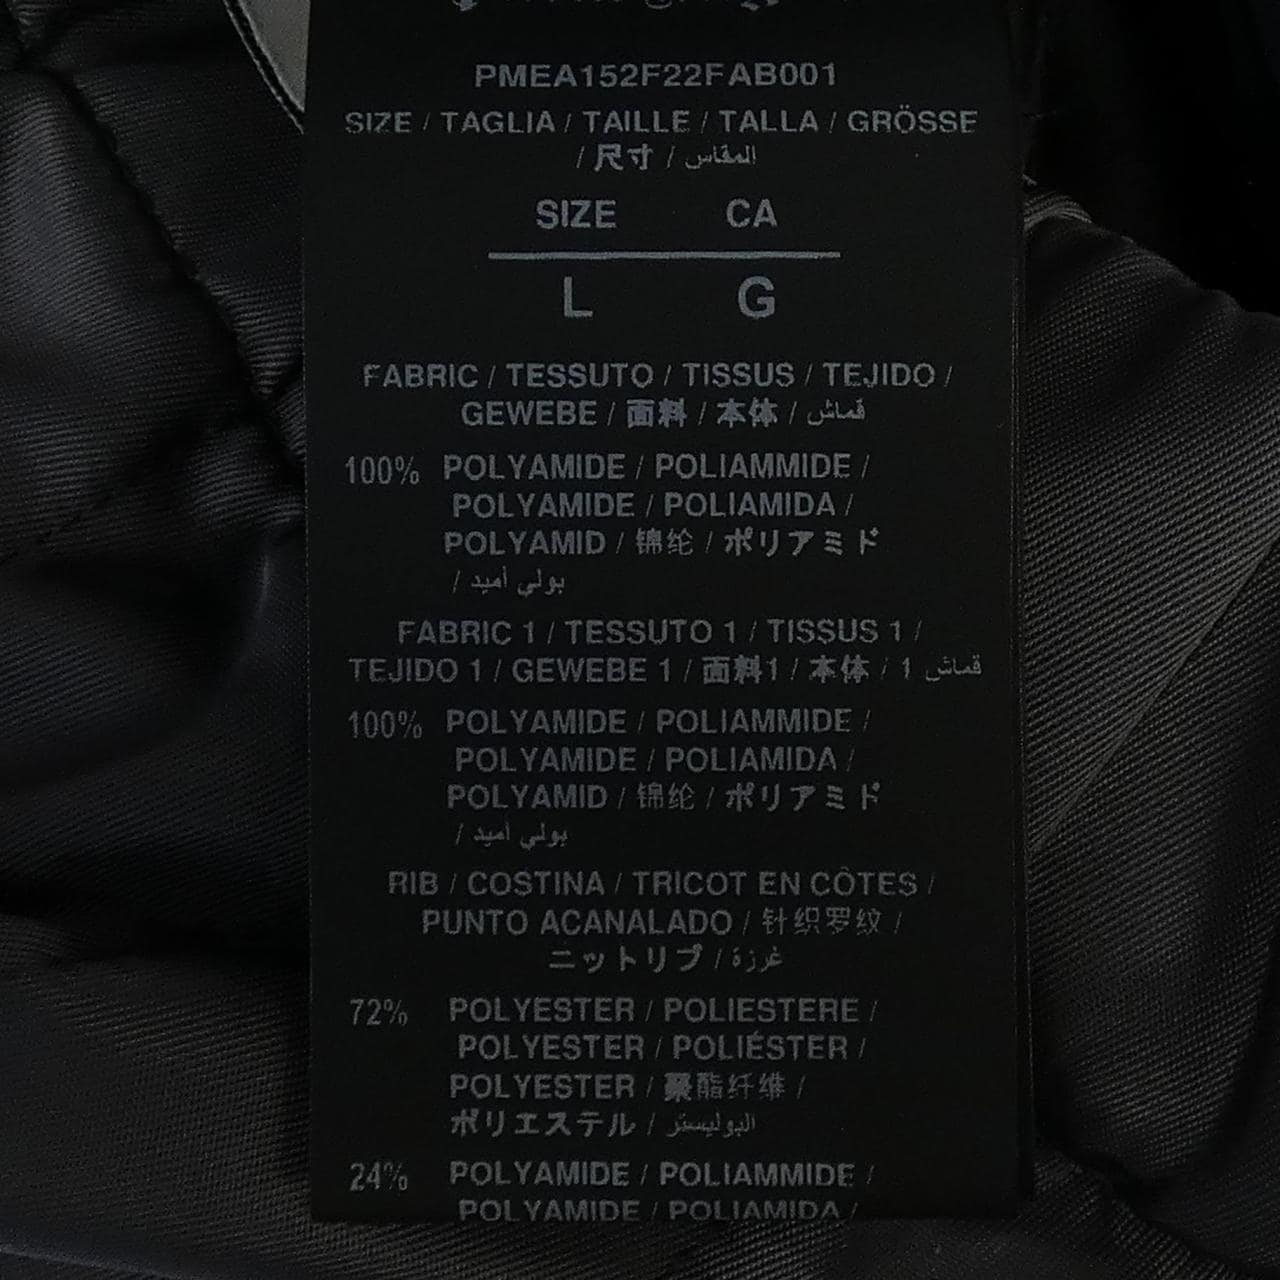 PMEA152F22FAB001
SIZE / TAGLIA / TAILLE / TALLA / GRÖSSE
/ 尺寸 / المقاس
SIZE CA
L G
FABRIC / TESSUTO / TISSUS / TEJIDO /
GEWEBE / 面料 / 本体 / قماش
100% POLYAMIDE / POLIAMMIDE /
POLYAMIDE / POLIAMIDA /
POLYAMID / 锦纶 / ポリアミド
/ بولي أميد
FABRIC 1 / TESSUTO 1 / TISSUS 1 /
TEJIDO 1 / GEWEBE 1 / 面料1 / 本体 / 1 قماش
100% POLYAMIDE / POLIAMMIDE /
POLYAMIDE / POLIAMIDA /
POLYAMID / 锦纶 / ポリアミド
/ بولي أميد
RIB / COSTINA / TRICOT EN CÔTES /
PUNTO ACANALADO / 针织罗纹 /
ニットリブ / غرزة
72% POLYESTER / POLIESTERE /
POLYESTER / POLIÉSTER /
POLYESTER / 聚酯纤维 /
ポリエステル / البوليستر
24% POLYAMIDE / POLIAMMIDE /
POLYAMIDE / POLIAMIDA /